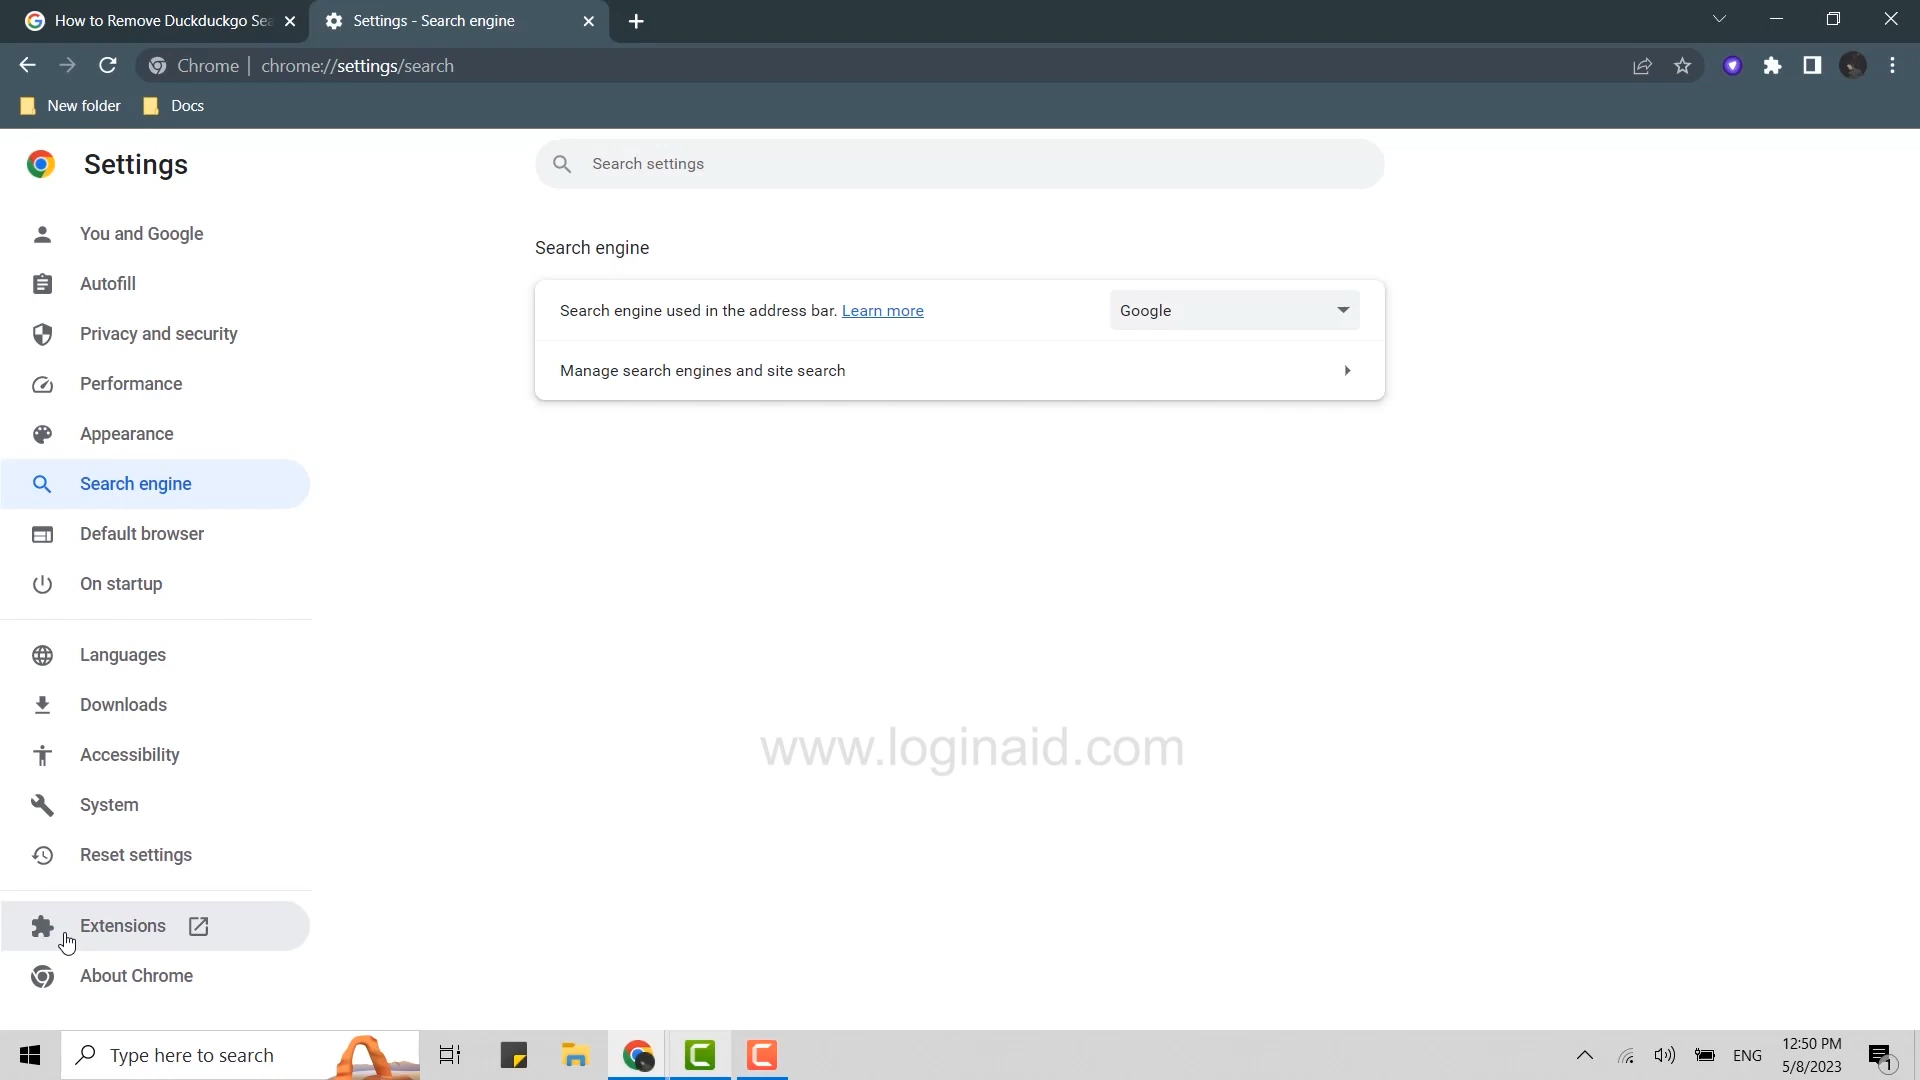 How to Remove Duckduckgo Sea
Settings - Search engine
Chrome | chrome://settings/search
New folder
Docs
Settings
Search settings
You and Google
Autofill
Privacy and security
Performance
Appearance
Search engine
Default browser
On startup
Languages
Downloads
Accessibility
System
Reset settings
Extensions
About Chrome
Search engine
Search engine used in the address bar. Learn more
Google
Manage search engines and site search
www.loginaid.com
Type here to search
ENG
12:50 PM
5/8/2023
1